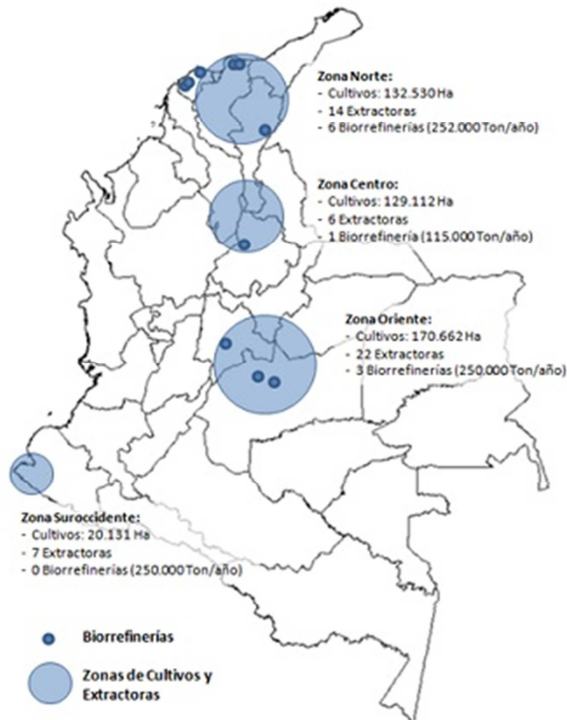 Zona Norte:
- Cultivos: 132.530 Ha
- 14 Extractoras
- 6 Biorrefinerías (252.000 Ton/año)
Zona Centro:
- Cultivos: 129.112 Ha
- 6 Extractoras
- 1 Biorrefinería (115.000 Ton/año)
Zona Oriente:
- Cultivos: 170.662 Ha
- 22 Extractoras
- 3 Biorrefinerías (250.000 Ton/año)
Zona Suroccidente:
- Cultivos: 20.131 Ha
- 7 Extractoras
- 0 Biorrefinerías (250.000 Ton/año)
Biorrefinerías
Zonas de Cultivos y
Extractoras